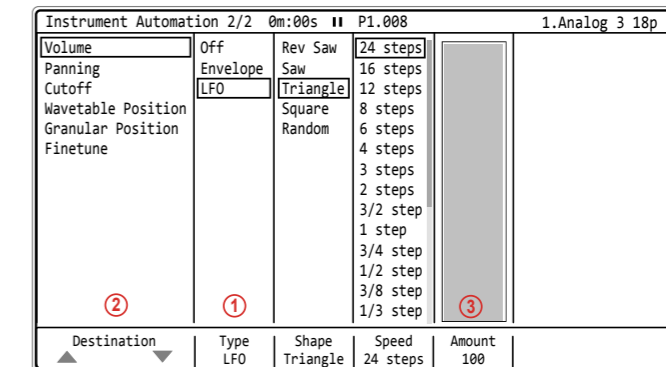 Instrument Automation 2/2 0m:00s ⏸ P1.008 1.Analog 3 18p
Volume Off Rev Saw 24 steps
Panning Envelope Saw 16 steps
Cutoff LFO Triangle 12 steps
Wavetable Position Square 8 steps
Granular Position Random 6 steps
Finetune 4 steps
3 steps
2 steps
3/2 step
1 step
3/4 step
1/2 step
3/8 step
1/3 step
② ① ③
Destination Type Shape Speed Amount
LFO Triangle 24 steps 100